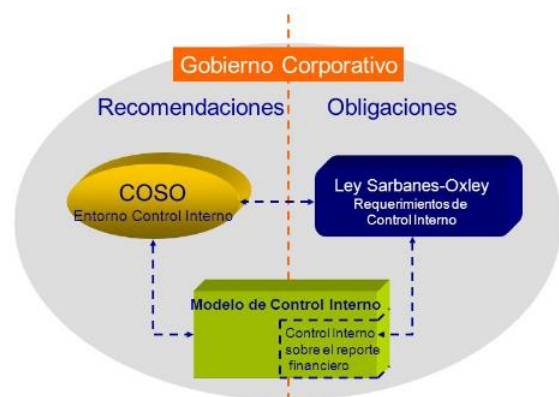 Gobierno Corporativo
Recomendaciones
Obligaciones
COSO
Entorno Control Interno
Ley Sarbanes-Oxley
Requerimientos de
Control Interno
Modelo de Control Interno
Control Interno
sobre el reporte
financiero